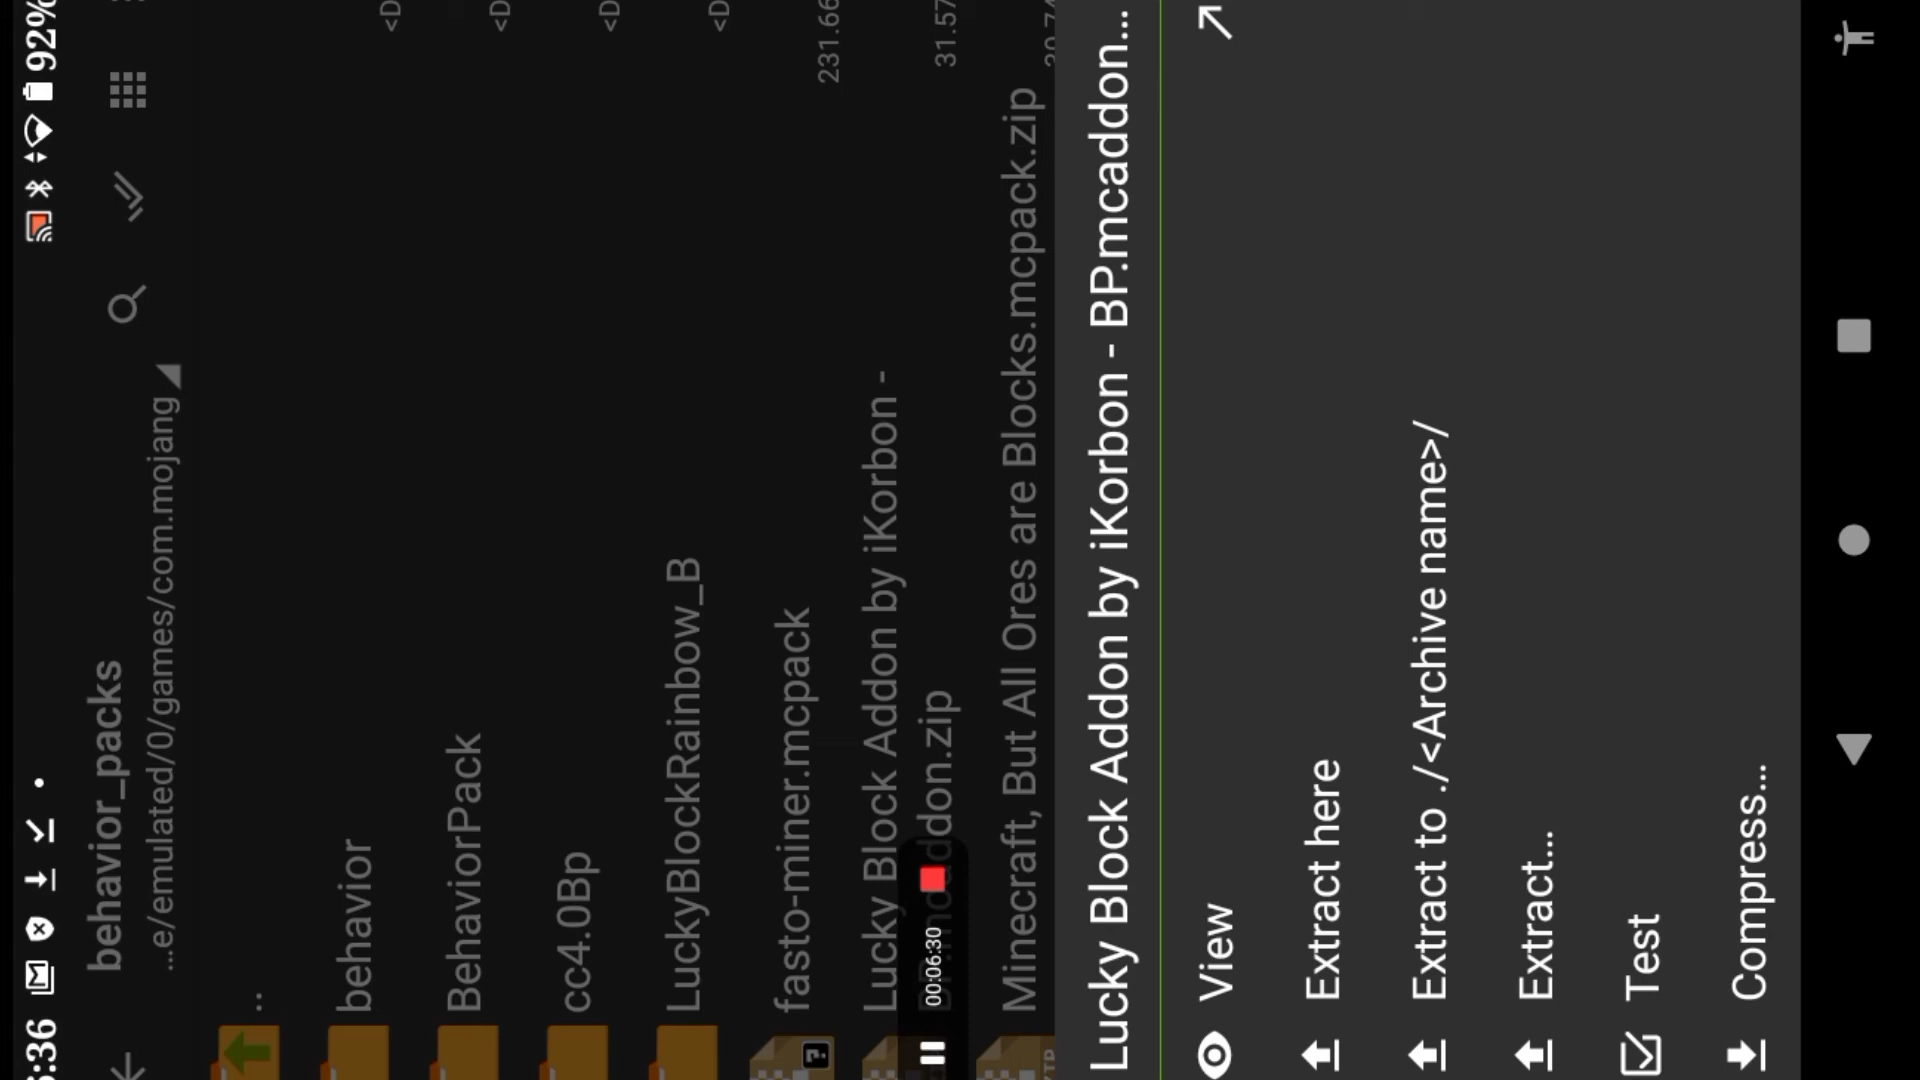 :36
92%
behavior_packs
...e/emulated/0/games/com.mojang
..
behavior
<D
BehaviorPack
<D
cc4.0Bp
<D
LuckyBlockRainbow_B
<D
fasto-miner.mcpack
231.66
Lucky Block Addon by iKorbon -
BP.mcaddon.zip
31.57
Minecraft, But All Ores are Blocks.mcpack.zip
00:06:30
Lucky Block Addon by iKorbon - BP.mcaddon...
View
Extract here
Extract to ./<Archive name>/
Extract...
Test
Compress...